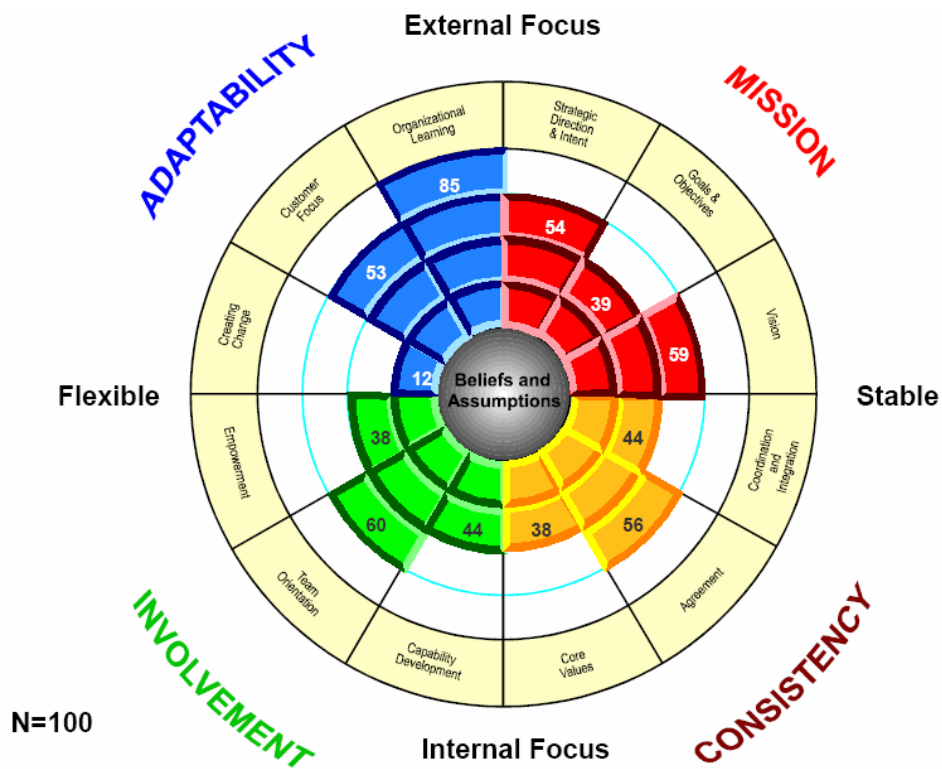 External Focus
ADAPTABILITY
MISSION
Organizational
Learning
Strategic
Direction
& Intent
Customer
Focus
Goals &
Objectives
Creating
Change
Vision
85
54
53
39
59
12
Flexible
Beliefs and
Assumptions
Stable
38
44
60
44
38
56
Empowerment
Coordination
and
Integration
Team
Orientation
Agreement
Capability
Development
Core
Values
INVOLVEMENT
CONSISTENCY
N=100
Internal Focus